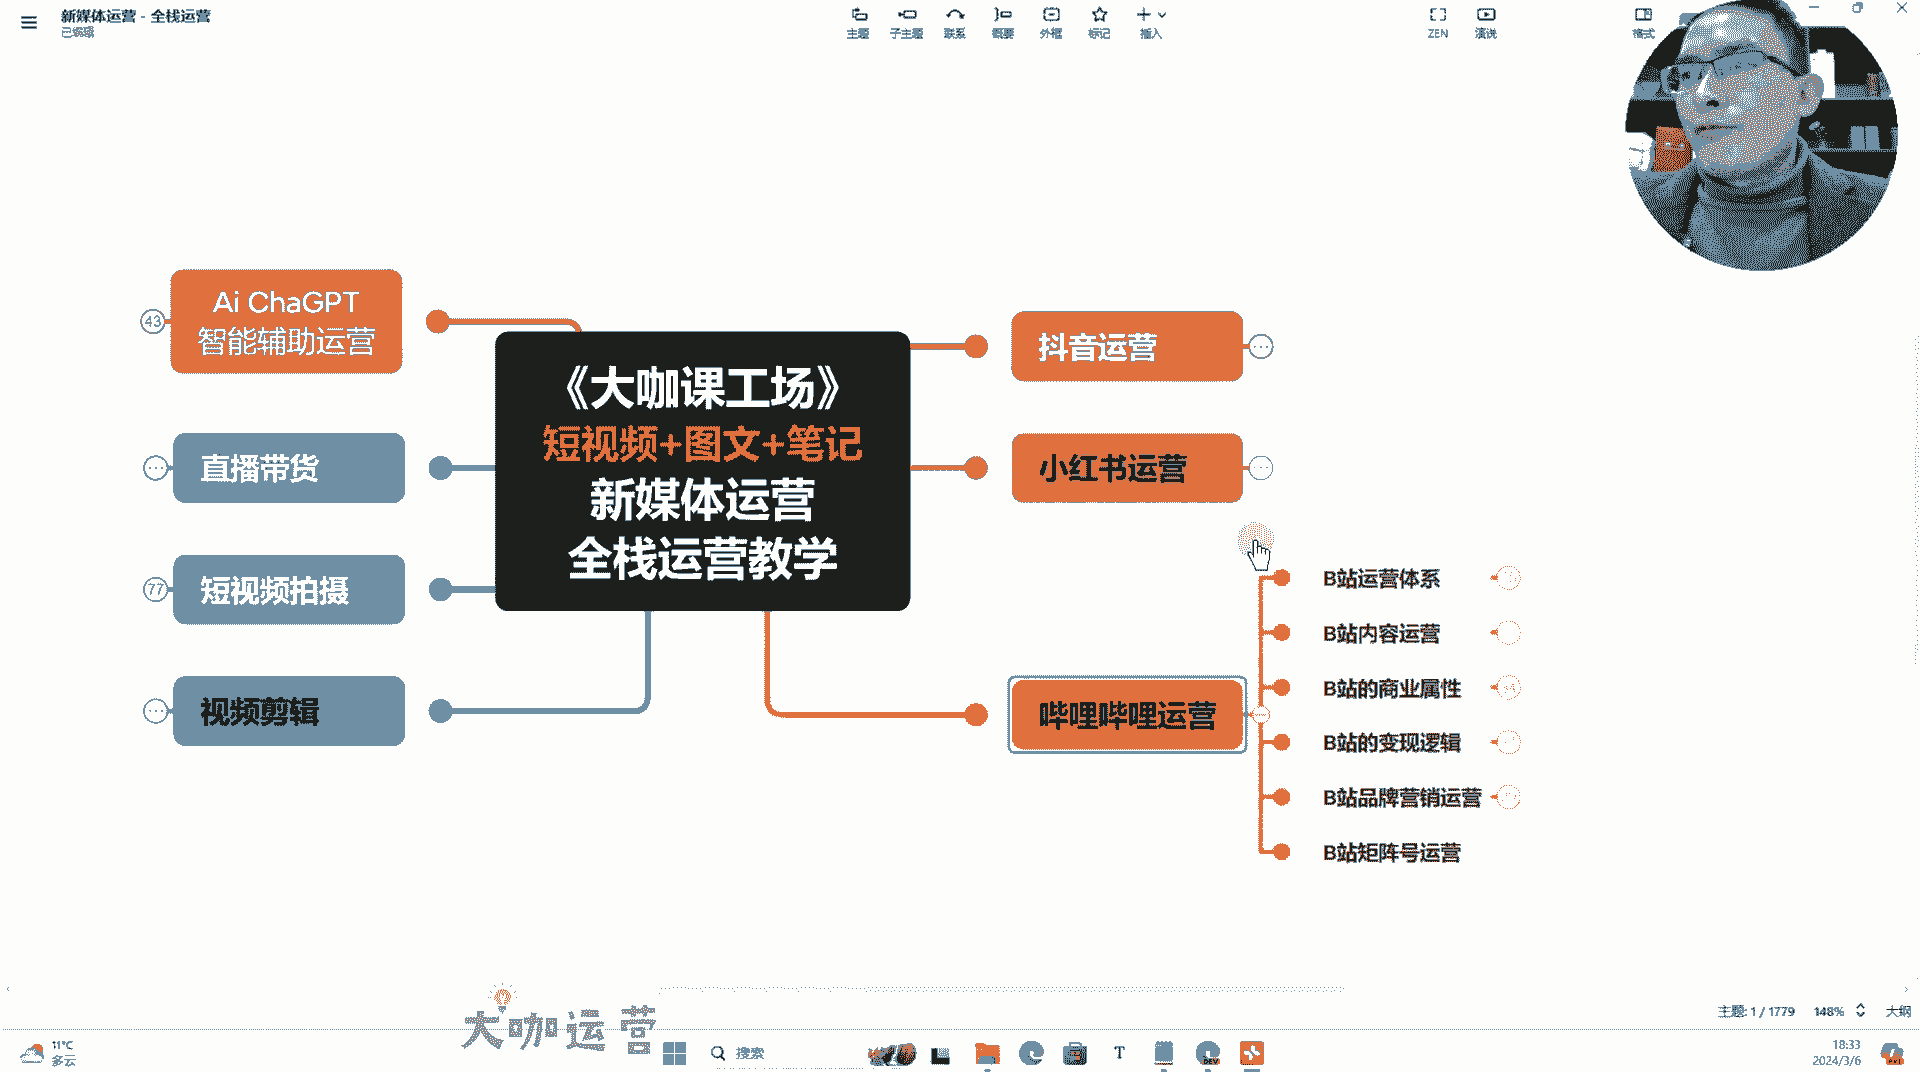 新媒体运营 - 全栈运营
已编辑
主题
子主题
联系
概要
外框
标记
插入
ZEN
演说
格式
Ai ChaGPT
智能辅助运营
43
直播带货
短视频拍摄
77
视频剪辑
《大咖课工场》
短视频+图文+笔记
新媒体运营
全栈运营教学
抖音运营
小红书运营
哔哩哔哩运营
B站运营体系
B站内容运营
B站的商业属性
B站的变现逻辑
B站品牌营销运营
B站矩阵号运营
大咖运营
主题: 1 / 1779
148%
大纲
11°C
多云
搜索
T
DEV
18:33
2024/3/6